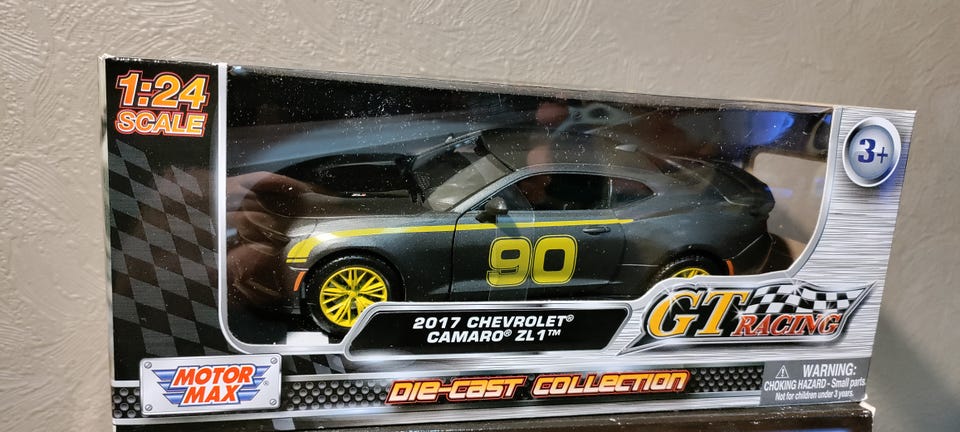 1:24
SCALE
3+
90
2017 CHEVROLET®
CAMARO® ZL1™
GT
RACING
MOTOR
MAX
DIE-CAST COLLECTION
⚠ WARNING:
CHOKING HAZARD - Small parts
Not for children under 3 years.